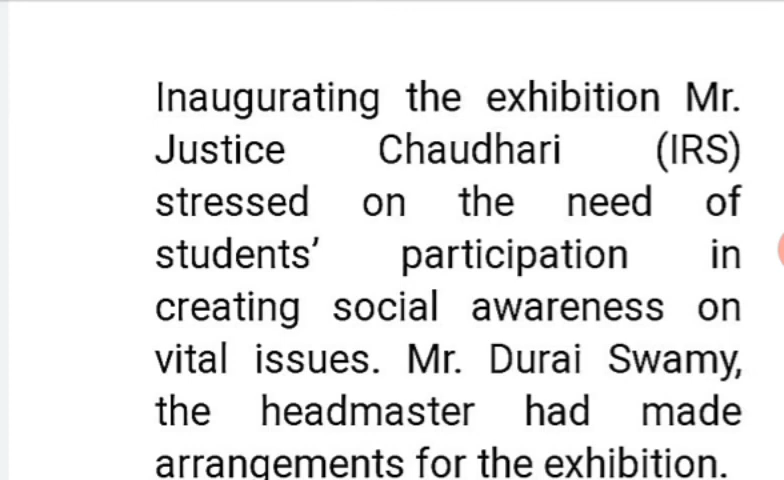 Inaugurating the exhibition Mr.
Justice Chaudhari (IRS)
stressed on the need of
students’ participation in
creating social awareness on
vital issues. Mr. Durai Swamy,
the headmaster had made
arrangements for the exhibition.